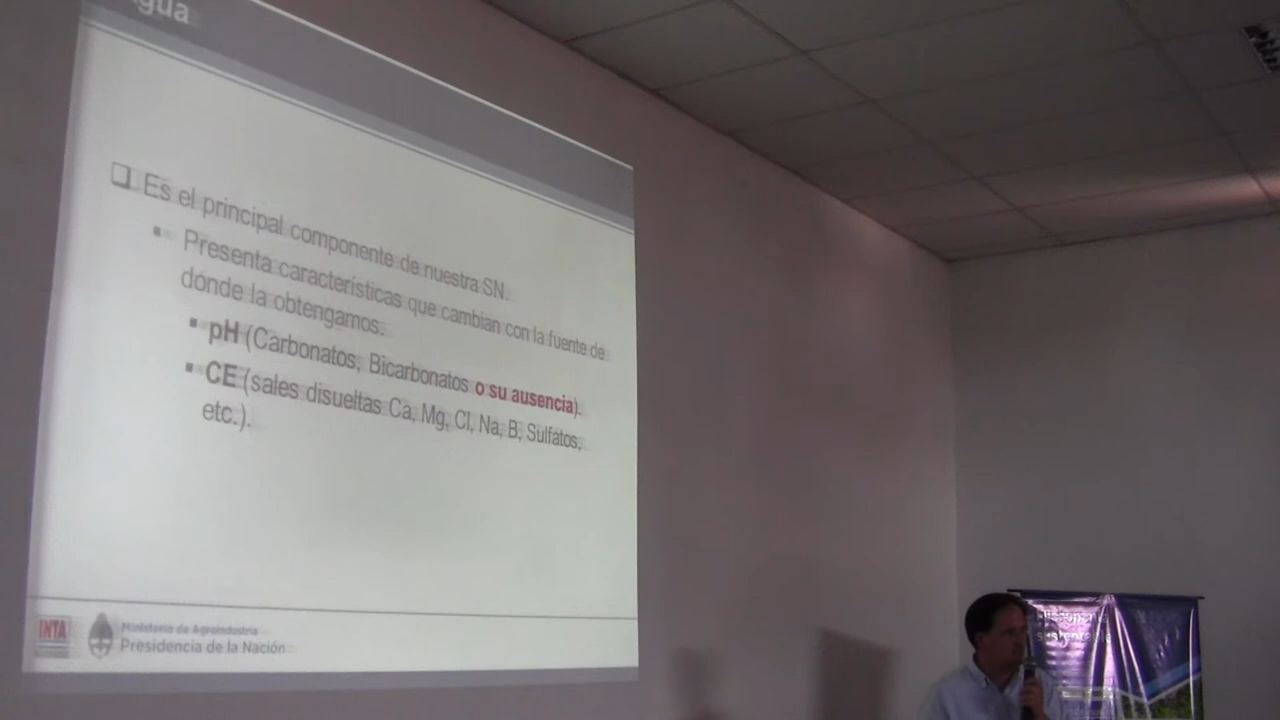 gua
❑ Es el principal componente de nuestra SN.
▪ Presenta características que cambian con la fuente de
donde la obtengamos.
▪ pH (Carbonatos, Bicarbonatos o su ausencia).
▪ CE (sales disueltas Ca, Mg, Cl, Na, B, Sulfatos,
etc.).
INTA
Ministerio de Agroindustria
Presidencia de la Nación
sustentable